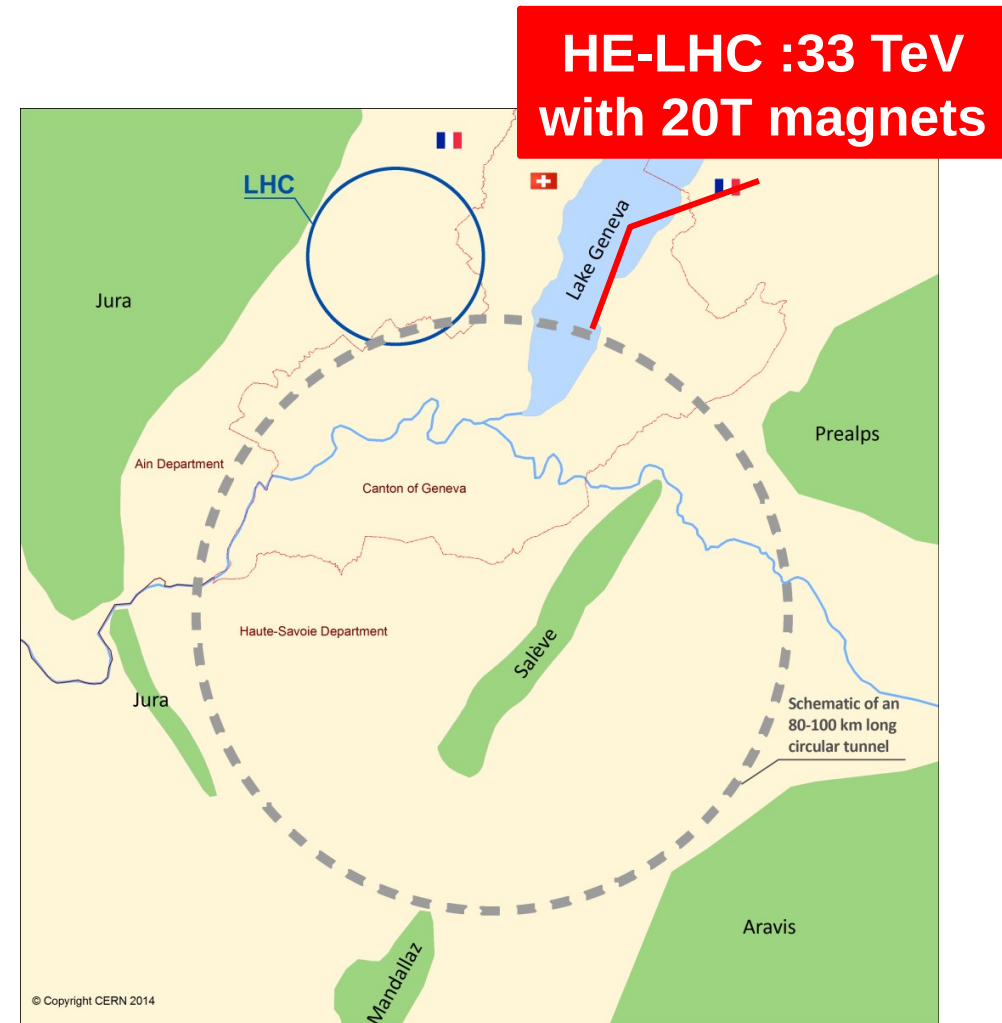 HE-LHC :33 TeV
with 20T magnets
LHC
Lake Geneva
Jura
Prealps
Ain Department
Canton of Geneva
Haute-Savoie Department
Salève
Jura
Schematic of an
80-100 km long
circular tunnel
Aravis
Mandallaz
© Copyright CERN 2014